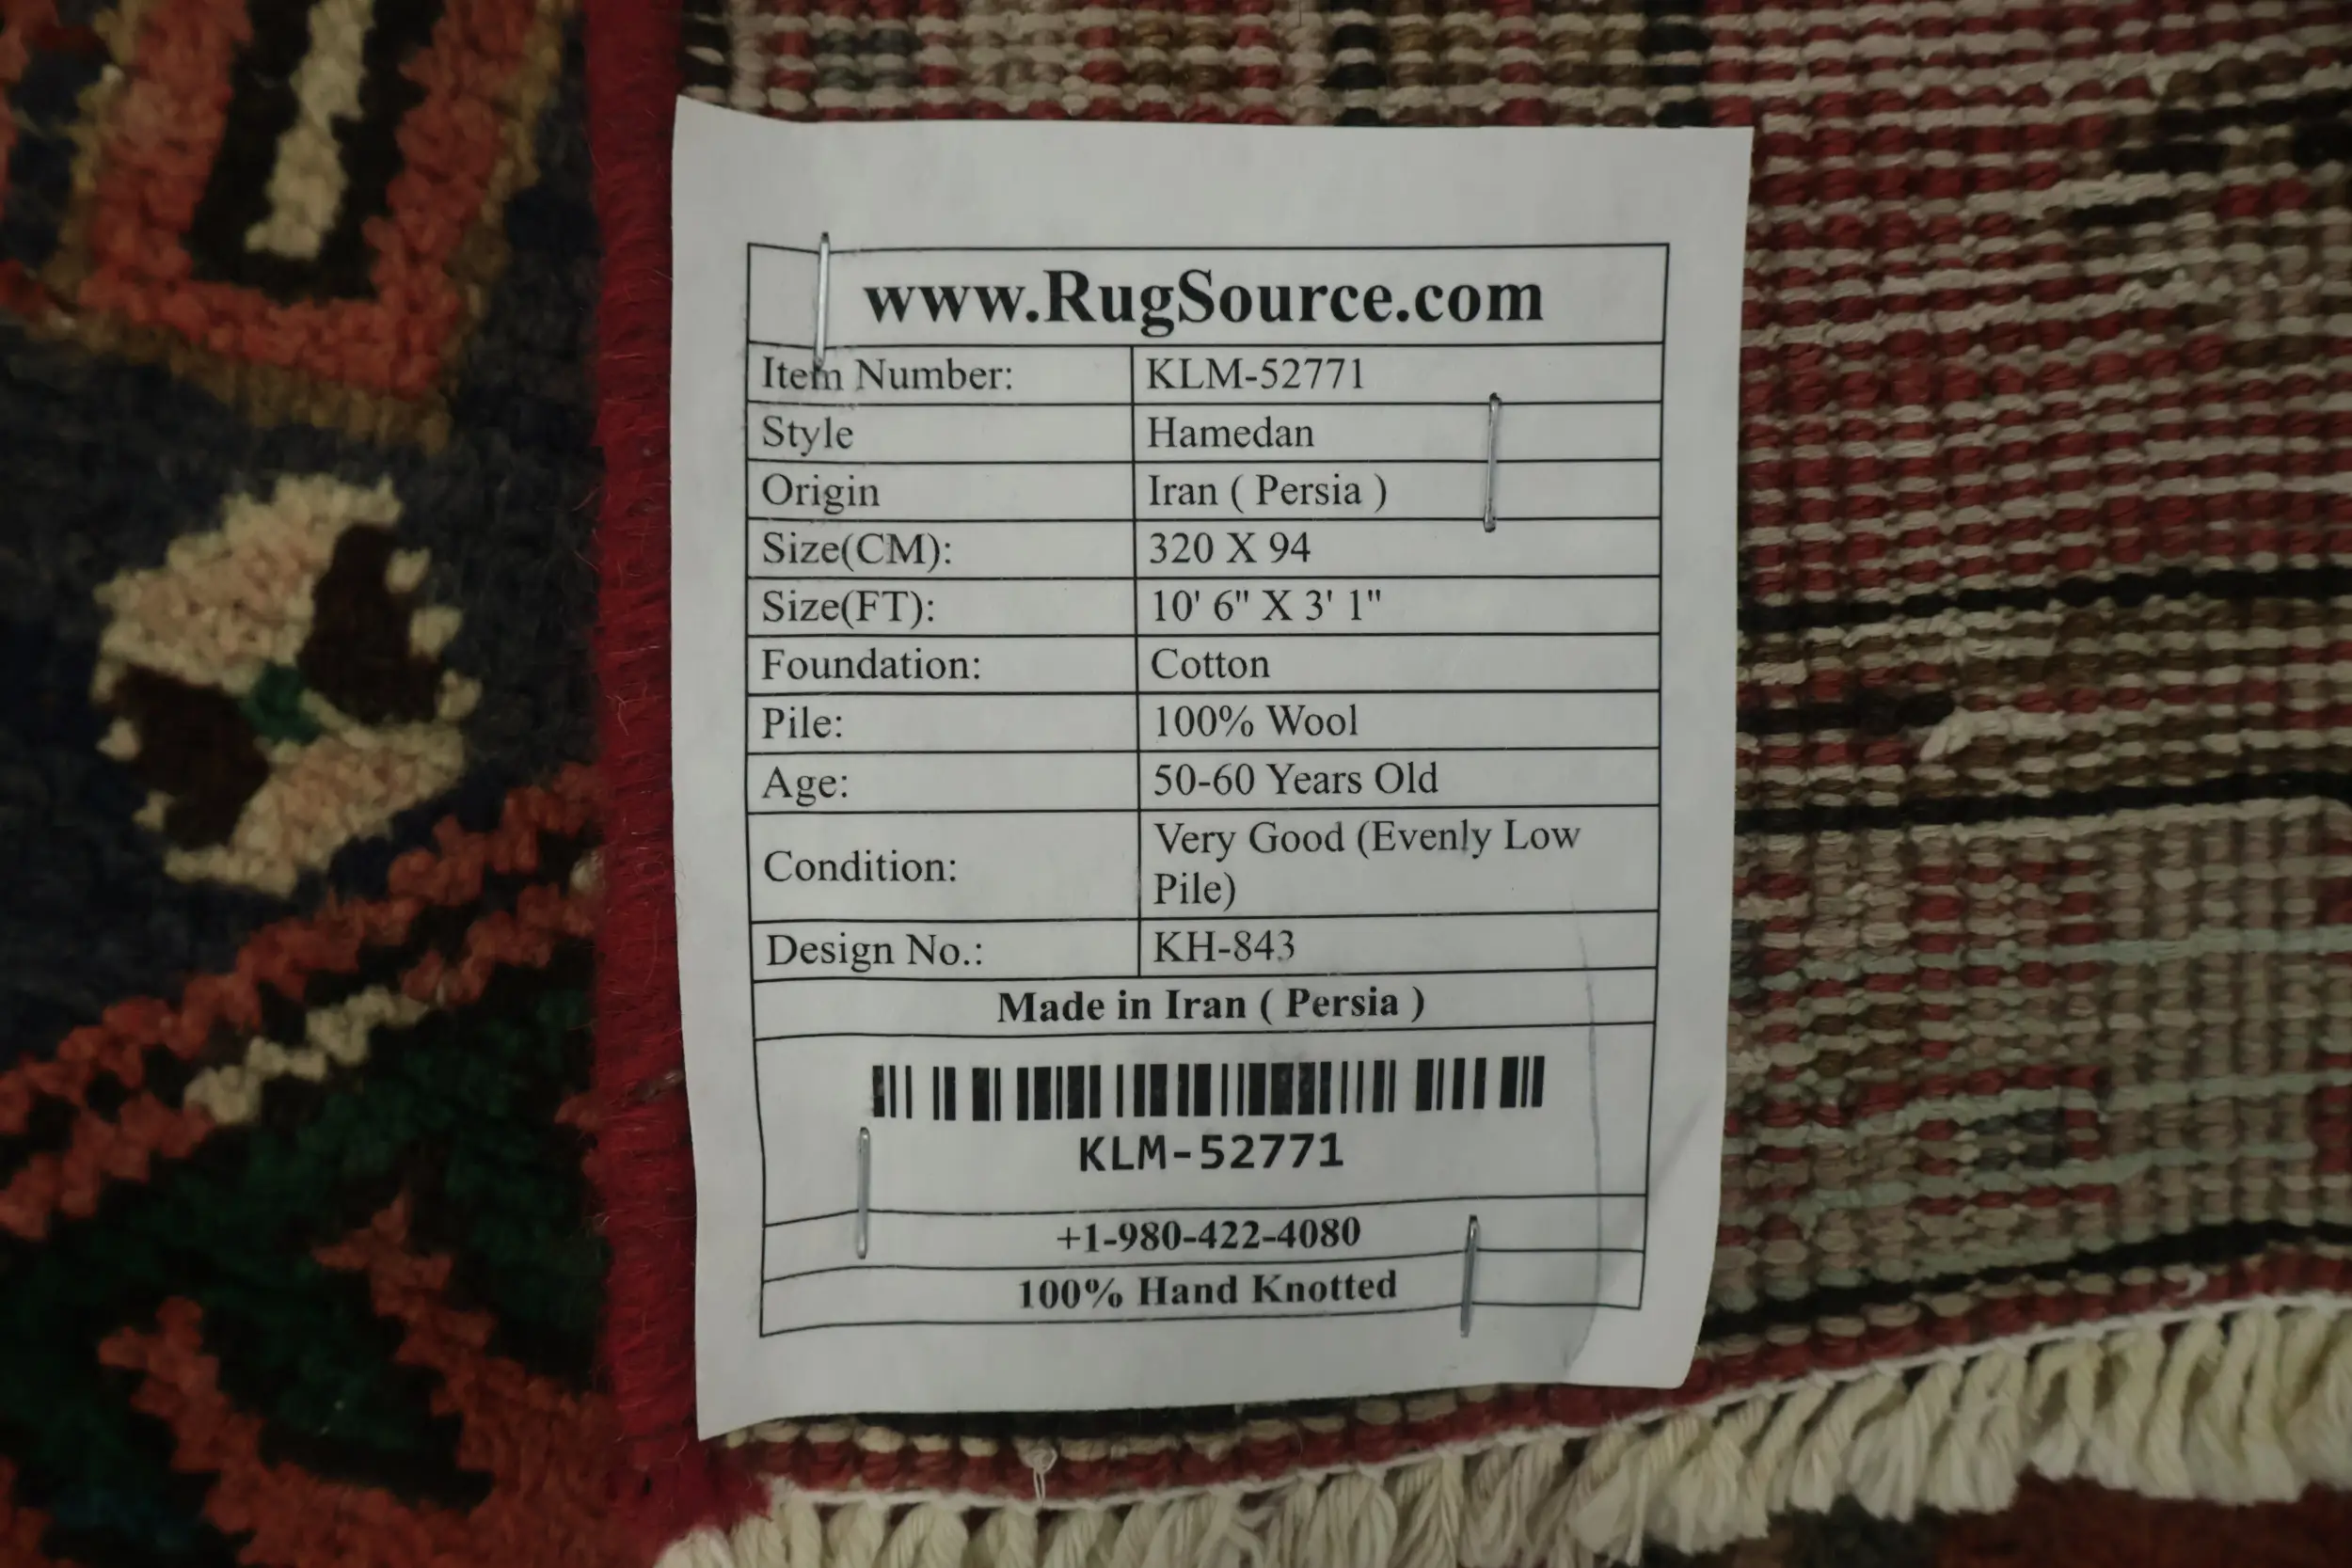 www.RugSource.com
Item Number: KLM-52771
Style Hamedan
Origin Iran ( Persia )
Size(CM): 320 X 94
Size(FT): 10' 6" X 3' 1"
Foundation: Cotton
Pile: 100% Wool
Age: 50-60 Years Old
Condition: Very Good (Evenly Low
Pile)
Design No.: KH-843
Made in Iran ( Persia )
KLM-52771
+1-980-422-4080
100% Hand Knotted